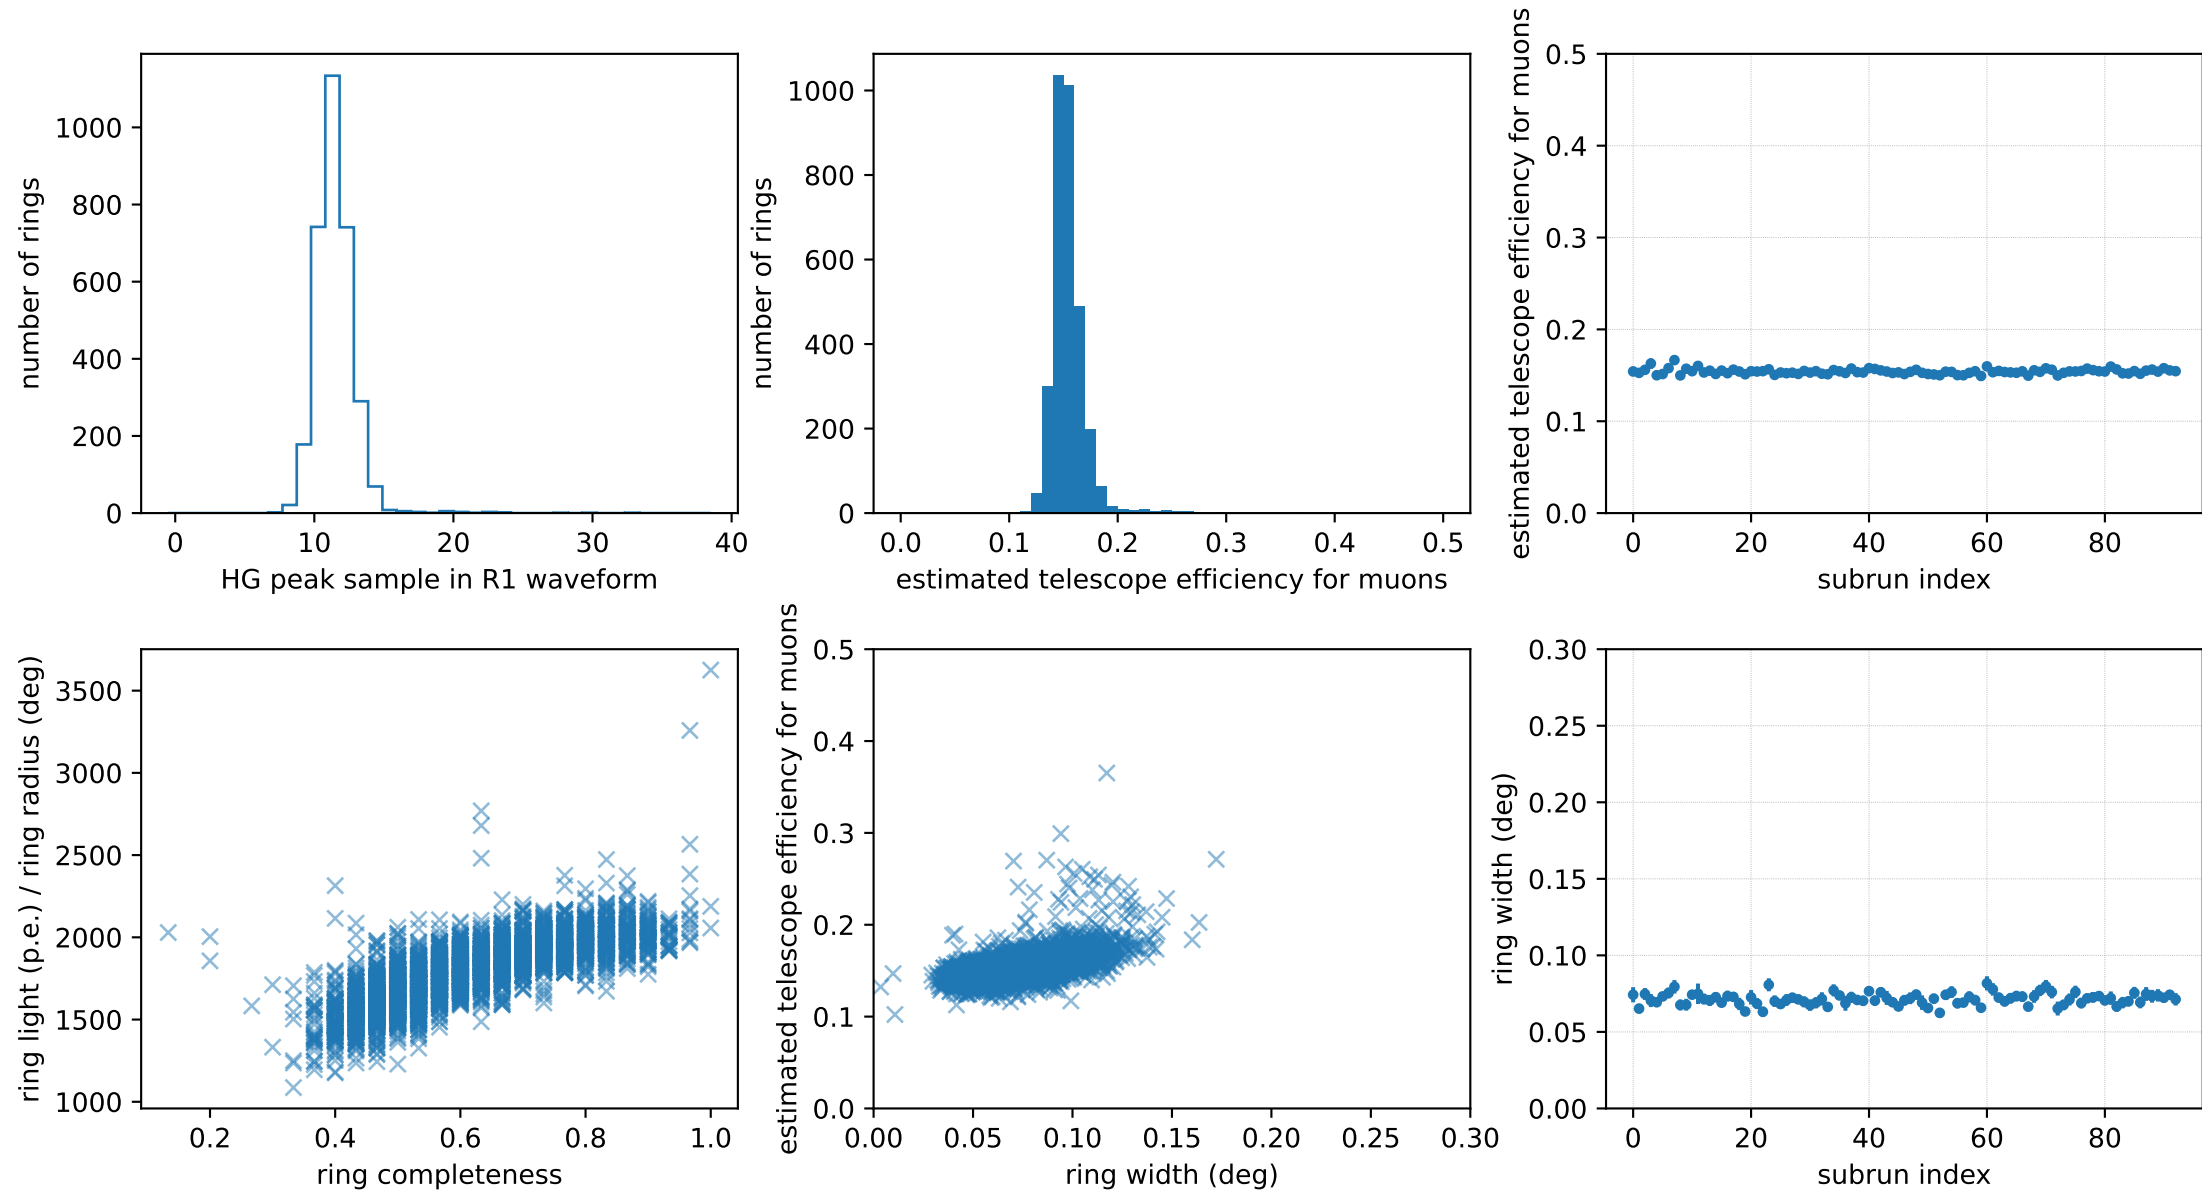 number of rings
1000
800
600
400
200
0
0 10 20 30 40
HG peak sample in R1 waveform
number of rings
1000
800
600
400
200
0
0.0 0.1 0.2 0.3 0.4 0.5
estimated telescope efficiency for muons
estimated telescope efficiency for muons
0.5
0.4
0.3
0.2
0.1
0.0
0 20 40 60 80
subrun index
ring light (p.e.) / ring radius (deg)
3500
3000
2500
2000
1500
1000
0.2 0.4 0.6 0.8 1.0
ring completeness
estimated telescope efficiency for muons
0.5
0.4
0.3
0.2
0.1
0.0
0.00 0.05 0.10 0.15 0.20 0.25 0.30
ring width (deg)
ring width (deg)
0.30
0.25
0.20
0.15
0.10
0.05
0.00
0 20 40 60 80
subrun index